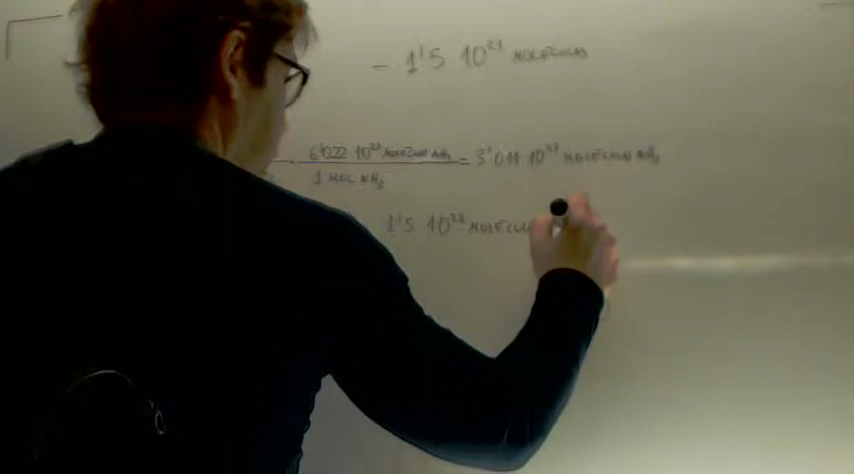 - 1'5 10²³ MOLÉCULAS
6'022 10²³ MOLÉCULAS NH₃ = 3'011 10²³ MOLÉCULAS NH₃
1 MOL NH₃
1'5 10²³ MOLÉCUL